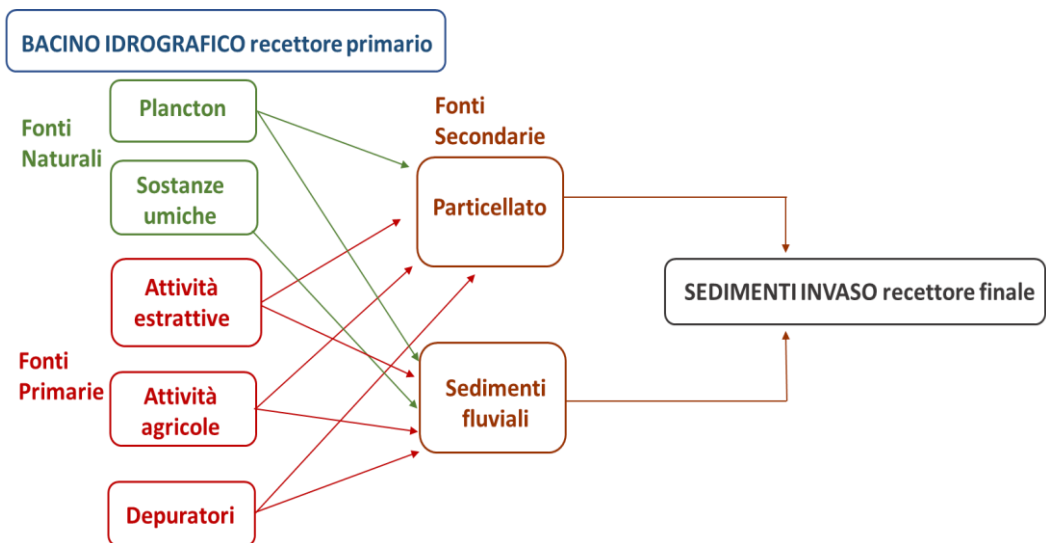 BACINO IDROGRAFICO recettore primario
Fonti
Naturali
Plancton
Sostanze
umiche
Fonti
Primarie
Attività
estrattive
Attività
agricole
Depuratori
Fonti
Secondarie
Particellato
Sedimenti
fluviali
SEDIMENTI INVASO recettore finale